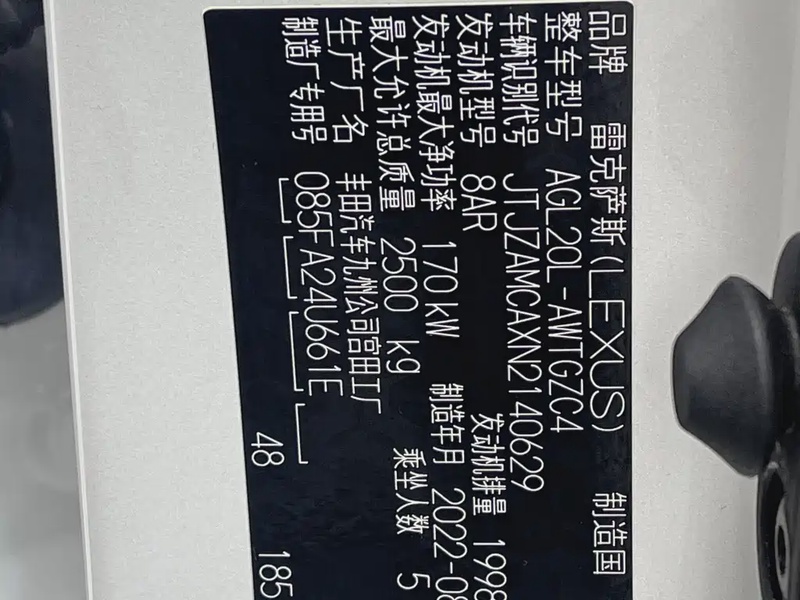 品牌 雷克萨斯(LEXUS) 制造国
整车型号 AGL20L-AWTGZC4
车辆识别代号 JTJZAMCAXN2140629
发动机型号 8AR 发动机排量 1998
发动机最大净功率 170 kW 制造年月 2022-08
最大允许总质量 2500 kg 乘坐人数 5
生产厂名 丰田汽车九州公司宫田工厂
制造厂专用号 085FA24U661E
48 185